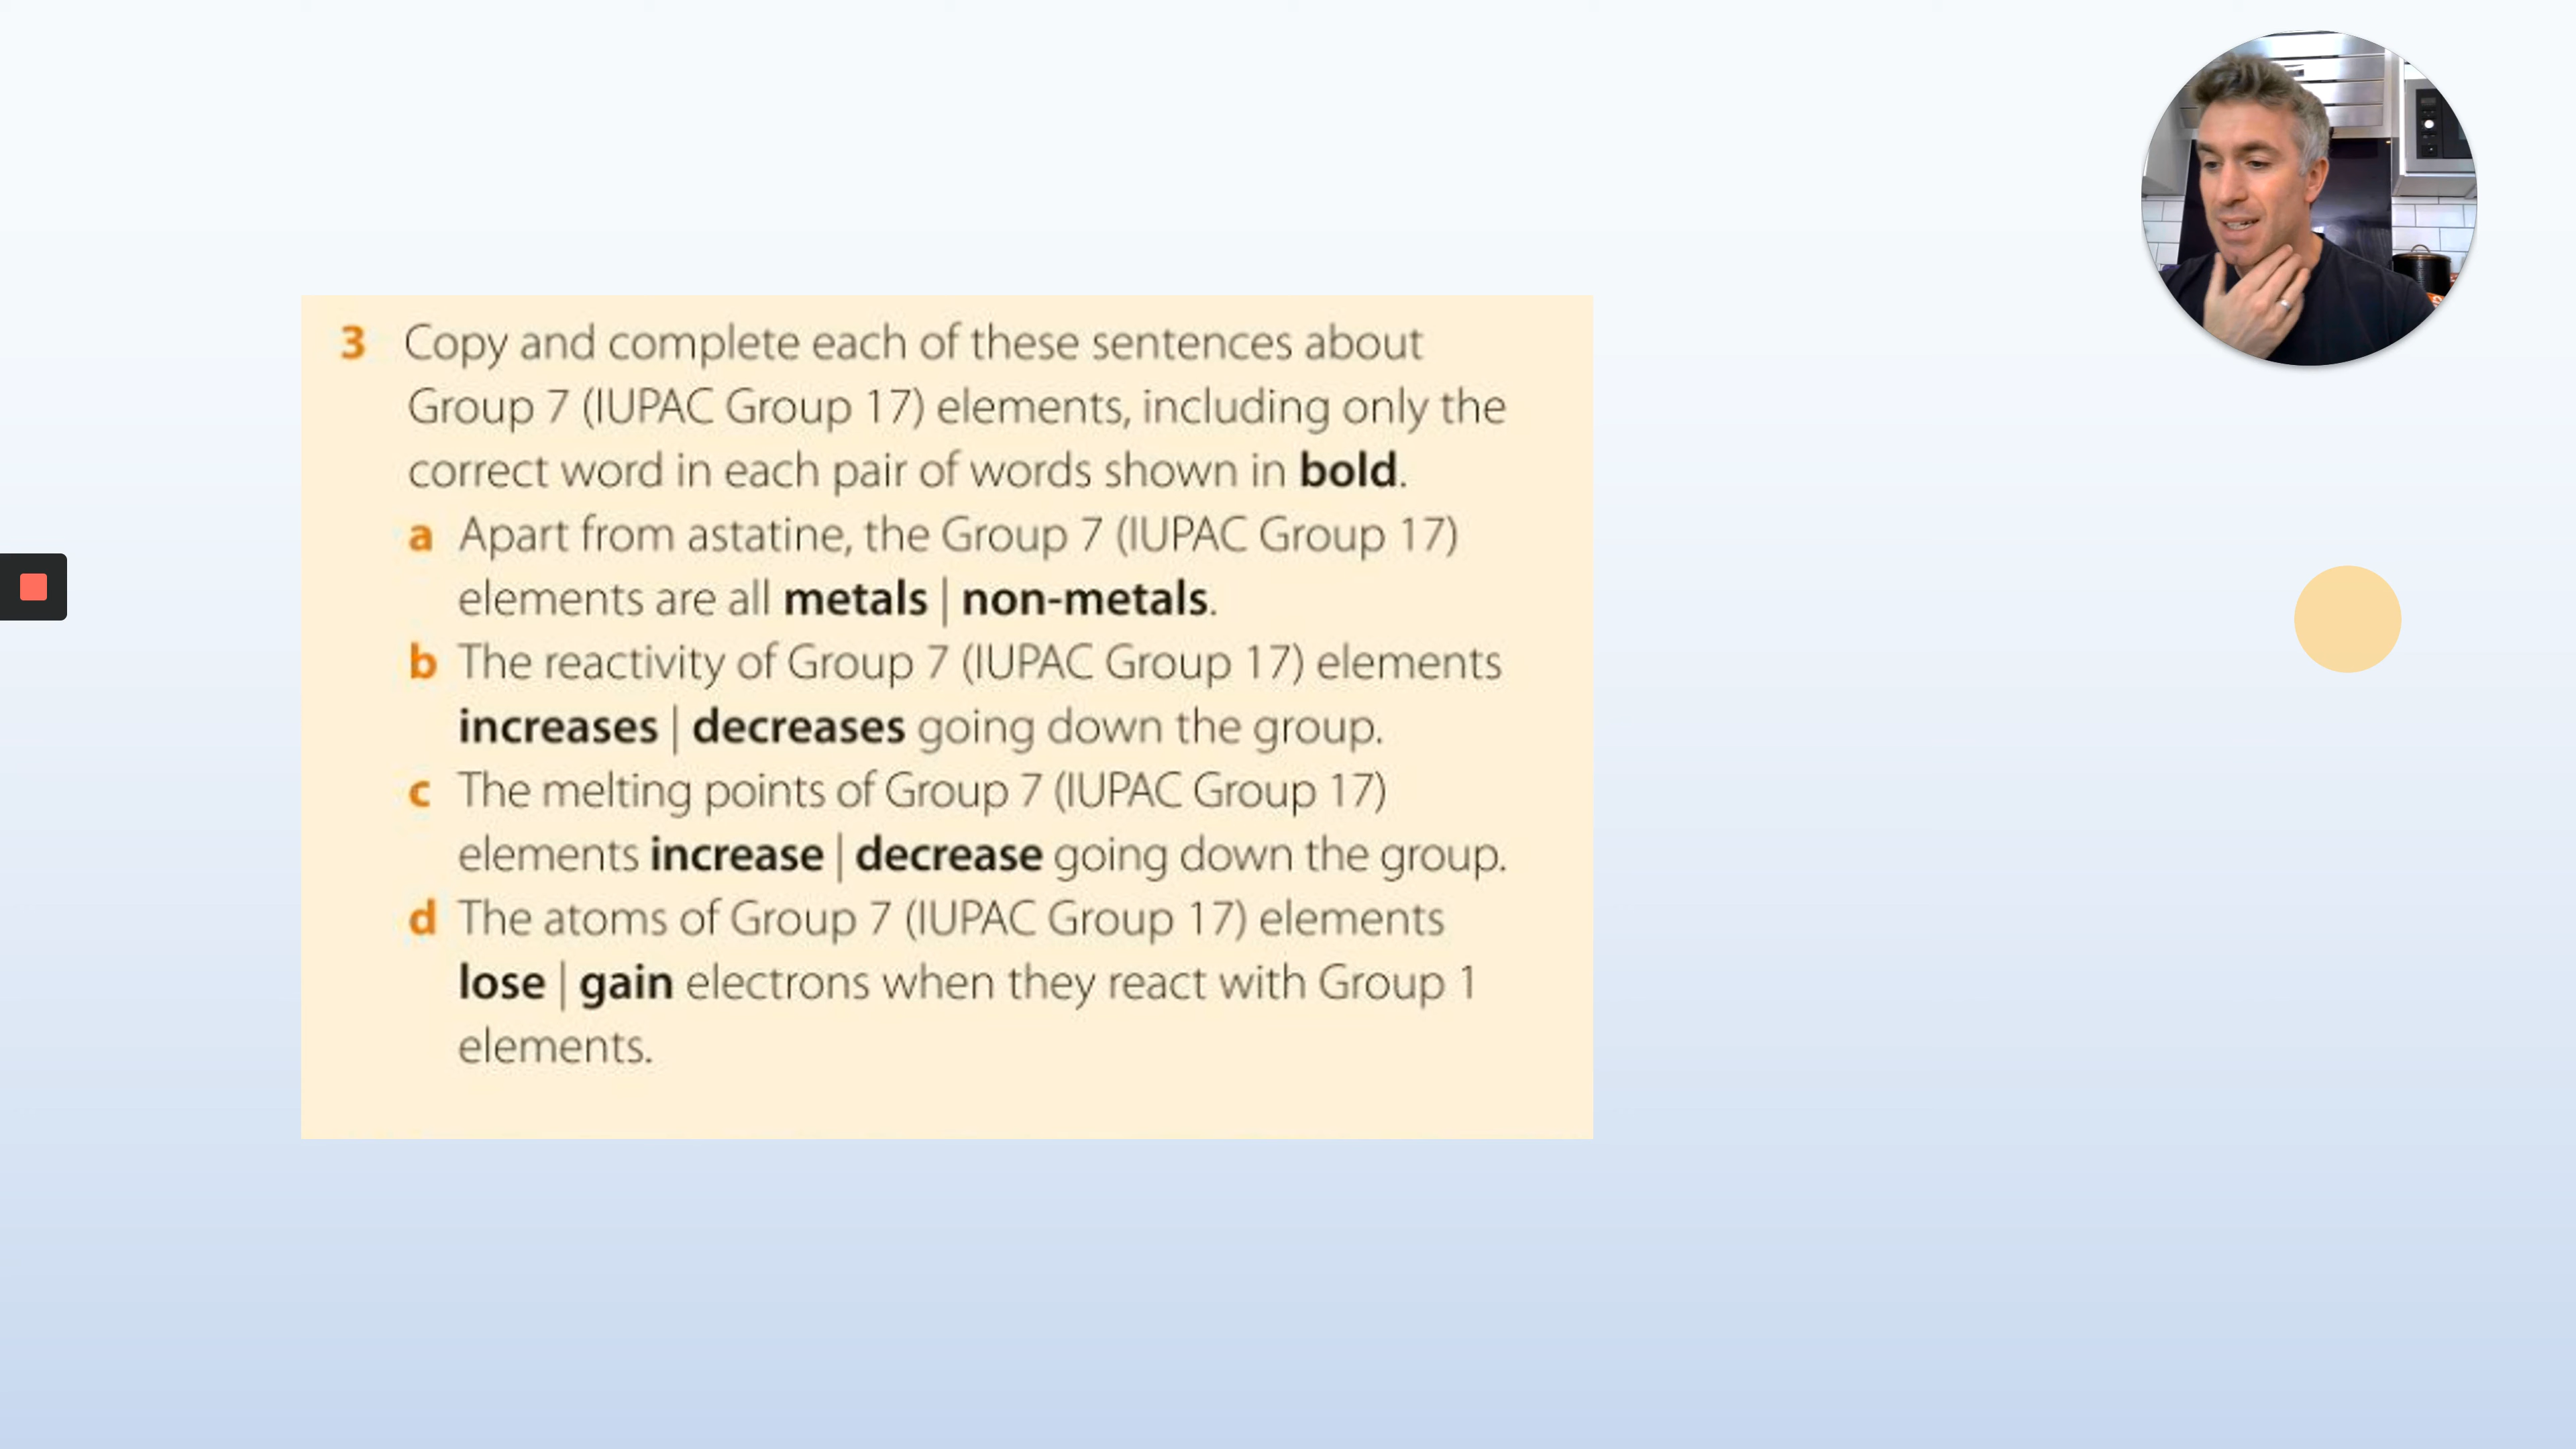 3 Copy and complete each of these sentences about
Group 7 (IUPAC Group 17) elements, including only the
correct word in each pair of words shown in bold.
a Apart from astatine, the Group 7 (IUPAC Group 17)
elements are all metals | non-metals.
b The reactivity of Group 7 (IUPAC Group 17) elements
increases | decreases going down the group.
c The melting points of Group 7 (IUPAC Group 17)
elements increase | decrease going down the group.
d The atoms of Group 7 (IUPAC Group 17) elements
lose | gain electrons when they react with Group 1
elements.